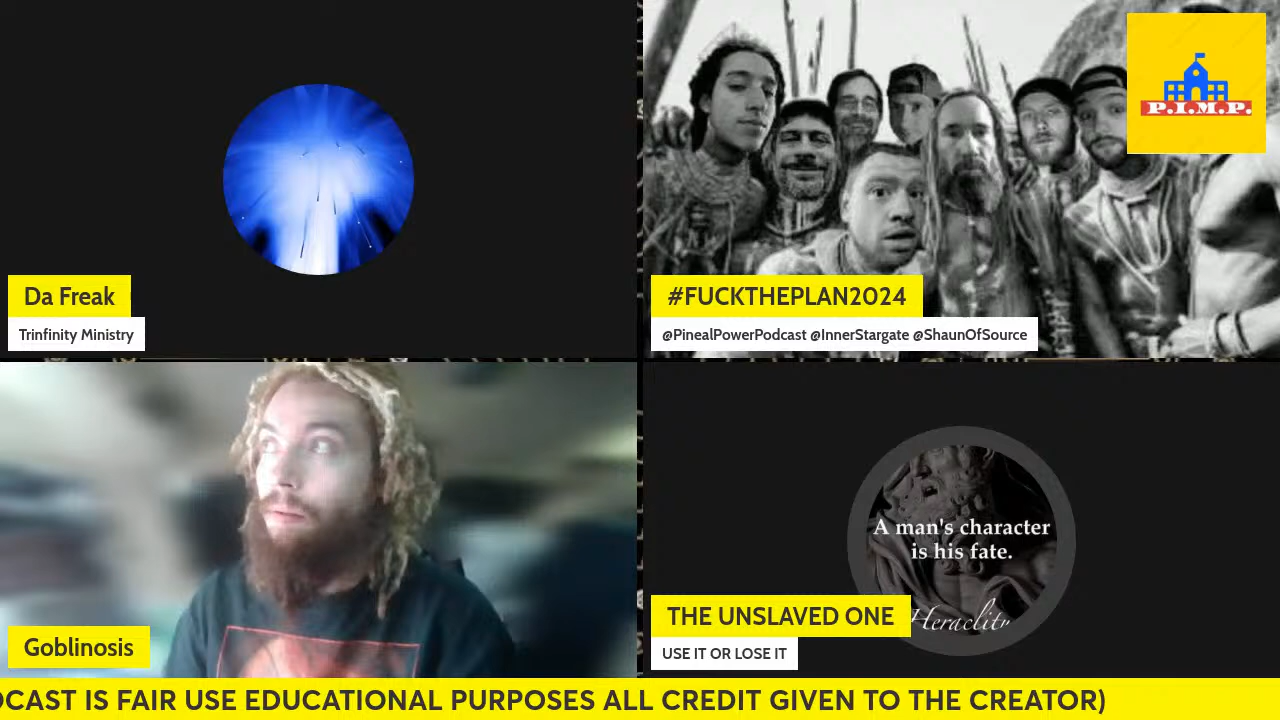 P.I.M.P.
Da Freak
Trinfinity Ministry
#FUCKTHEPLAN2024
@PinealPowerPodcast @InnerStargate @ShaunOfSource
A man's character
is his fate.
THE UNSLAVED ONE
USE IT OR LOSE IT
Goblinosis
IS FAIR USE EDUCATIONAL PURPOSES ALL CREDIT GIVEN TO THE CREATOR)